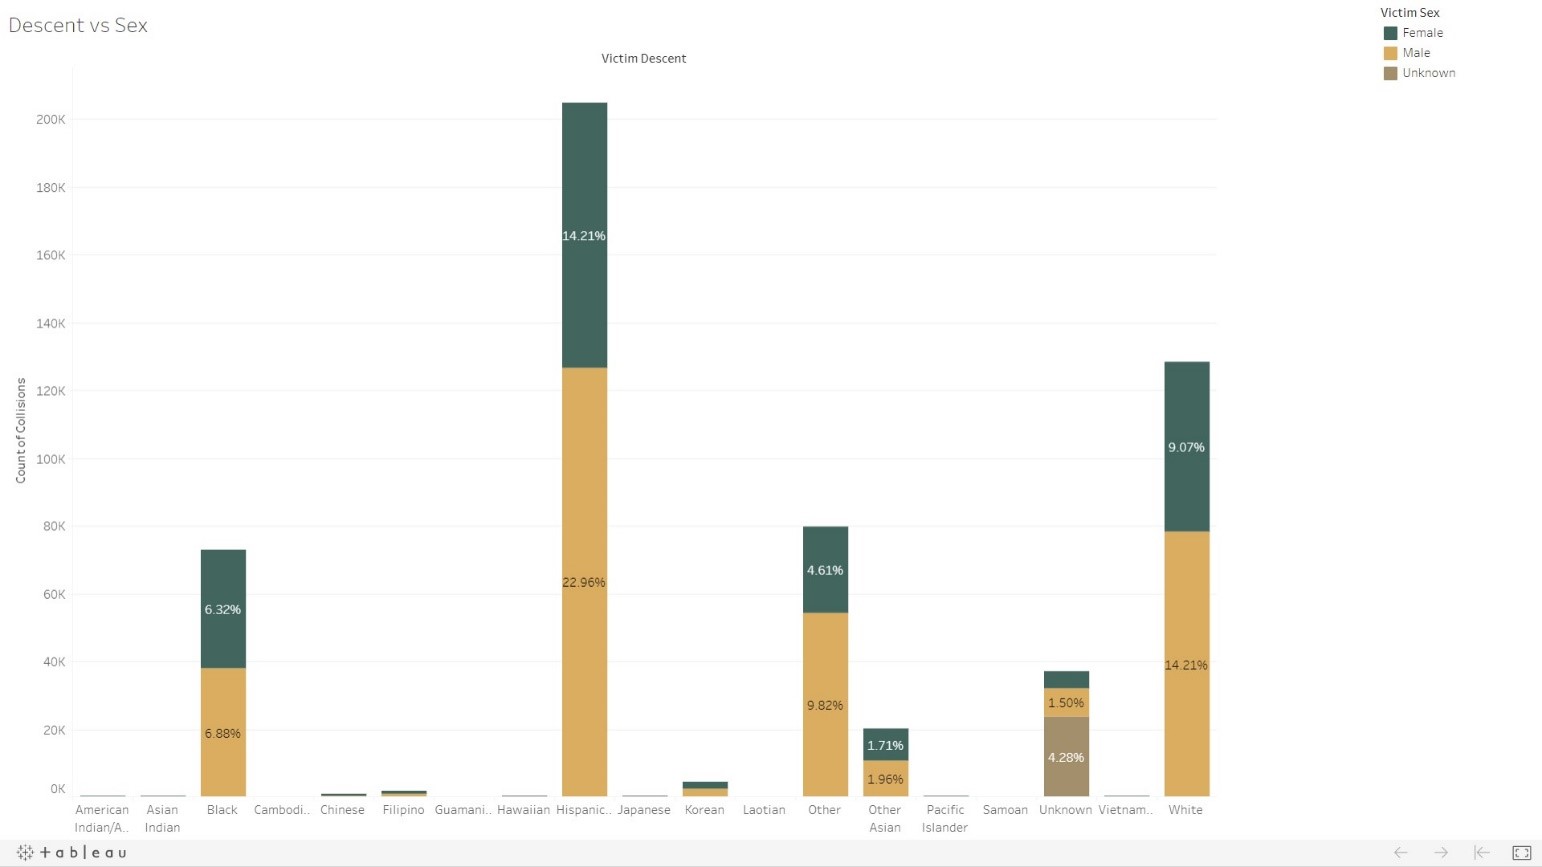 Descent vs Sex
Victim Sex
Female
Male
Unknown
Victim Descent
Count of Collisions
200K
180K
160K
140K
120K
100K
80K
60K
40K
20K
0K
6.32%
6.88%
14.21%
22.96%
4.61%
9.82%
1.71%
1.96%
1.50%
4.28%
9.07%
14.21%
American
Indian/A..
Asian
Indian
Black
Cambodi..
Chinese
Filipino
Guamani..
Hawaiian
Hispanic..
Japanese
Korean
Laotian
Other
Other
Asian
Pacific
Islander
Samoan
Unknown
Vietnam..
White
+ableau